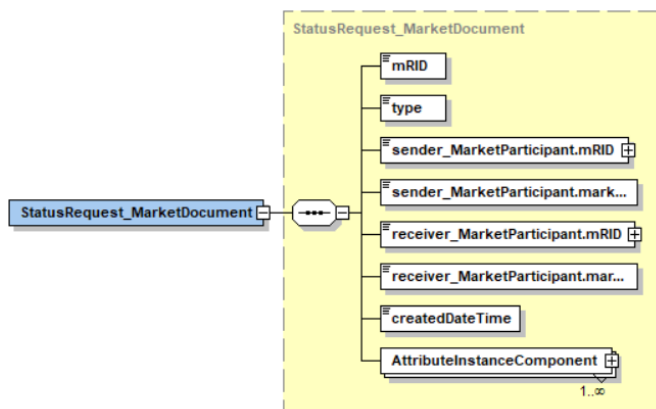 StatusRequest_MarketDocument
mRID
type
sender_MarketParticipant.mRID
sender_MarketParticipant.mark...
StatusRequest_MarketDocument
receiver_MarketParticipant.mRID
receiver_MarketParticipant.mar...
createdDateTime
AttributeInstanceComponent
1..∞